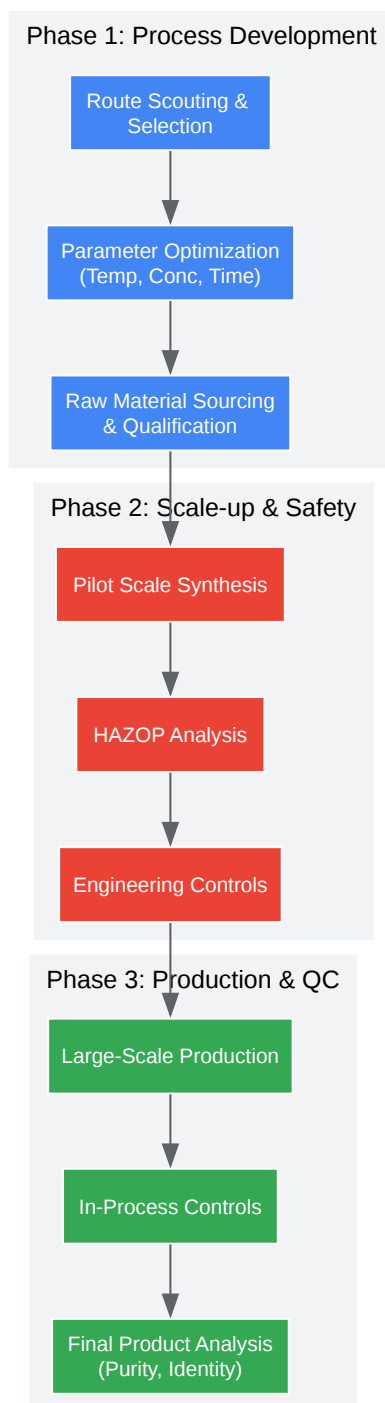 Phase 1: Process Development
Route Scouting &
Selection
Parameter Optimization
(Temp, Conc, Time)
Raw Material Sourcing
& Qualification
Phase 2: Scale-up & Safety
Pilot Scale Synthesis
HAZOP Analysis
Engineering Controls
Phase 3: Production & QC
Large-Scale Production
In-Process Controls
Final Product Analysis
(Purity, Identity)